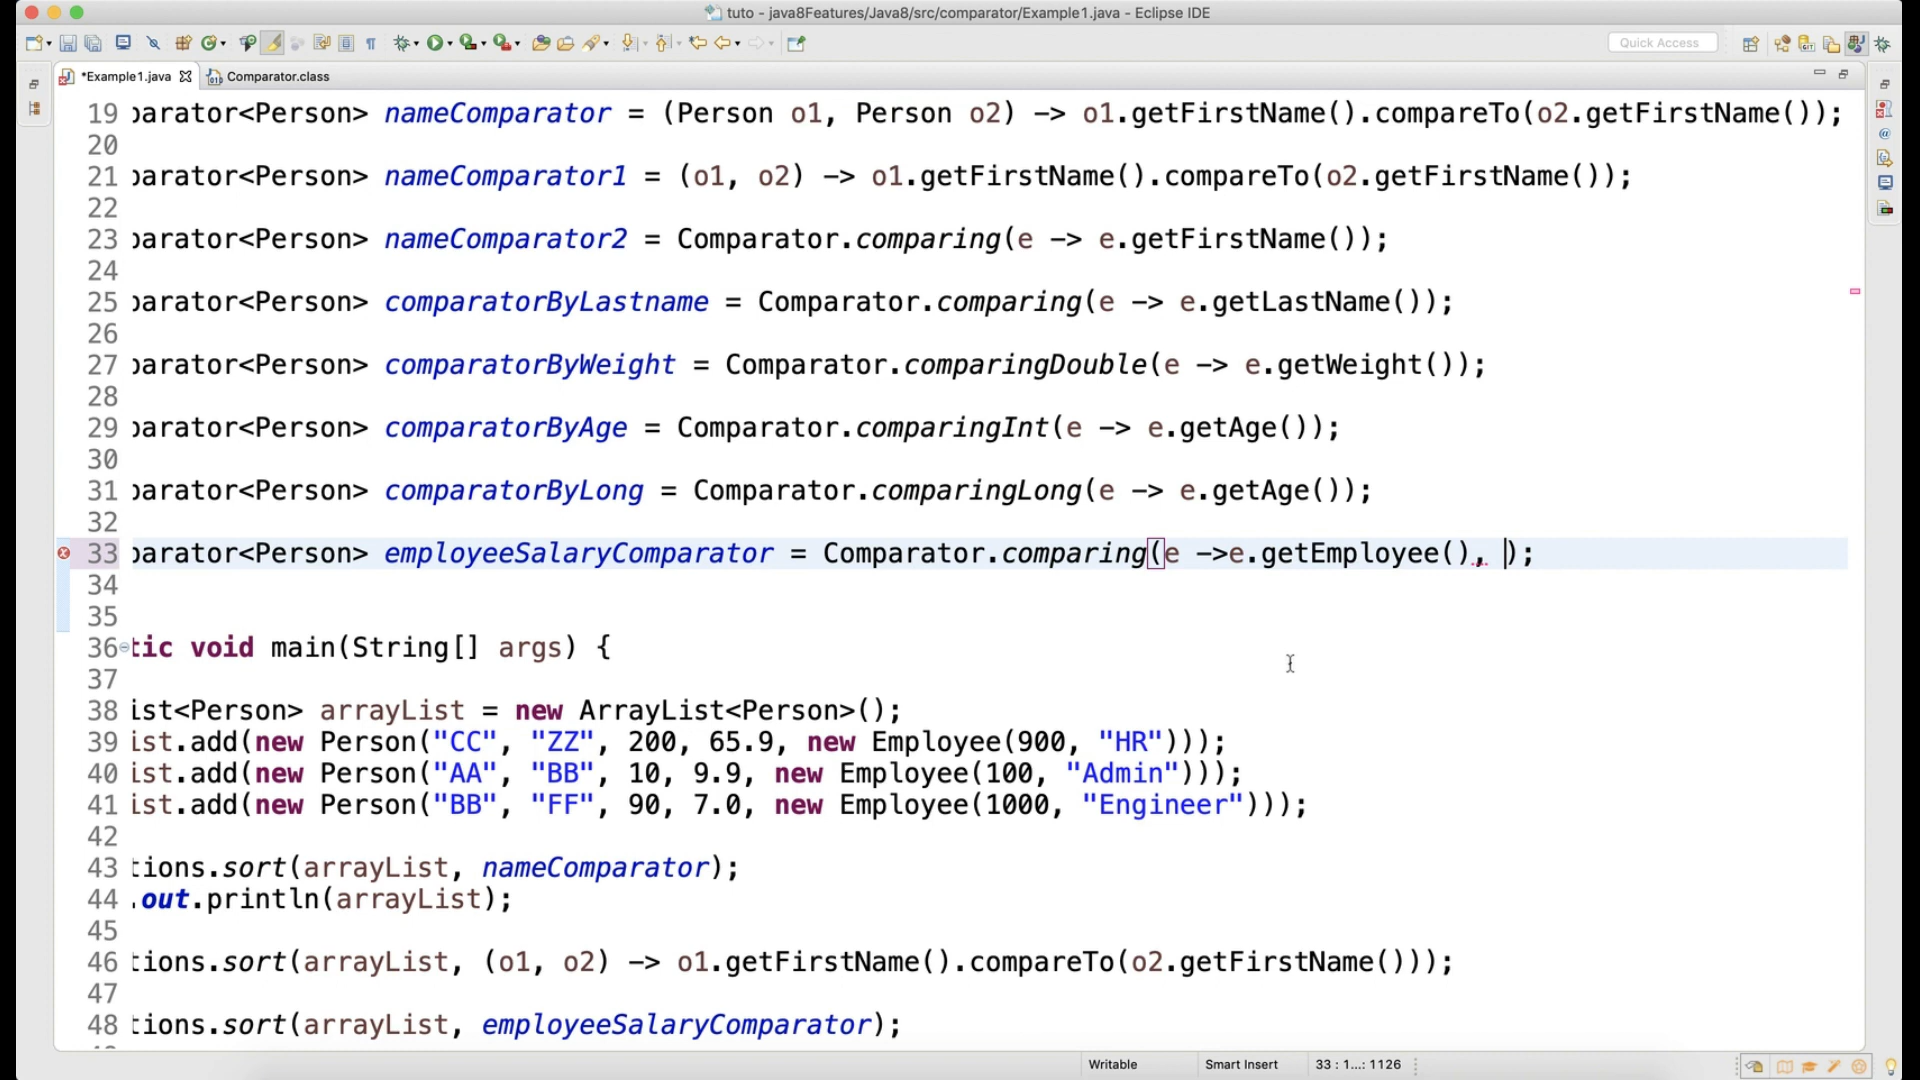 tuto - java8Features/Java8/src/comparator/Example1.java - Eclipse IDE
Quick Access
*Example1.java Comparator.class
19 parator<Person> nameComparator = (Person o1, Person o2) -> o1.getFirstName().compareTo(o2.getFirstName());
20
21 parator<Person> nameComparator1 = (o1, o2) -> o1.getFirstName().compareTo(o2.getFirstName());
22
23 parator<Person> nameComparator2 = Comparator.comparing(e -> e.getFirstName());
24
25 parator<Person> comparatorByLastname = Comparator.comparing(e -> e.getLastName());
26
27 parator<Person> comparatorByWeight = Comparator.comparingDouble(e -> e.getWeight());
28
29 parator<Person> comparatorByAge = Comparator.comparingInt(e -> e.getAge());
30
31 parator<Person> comparatorByLong = Comparator.comparingLong(e -> e.getAge());
32
33 parator<Person> employeeSalaryComparator = Comparator.comparing(e ->e.getEmployee(), );
34
35
36 tic void main(String[] args) {
37
38 ist<Person> arrayList = new ArrayList<Person>();
39 ist.add(new Person("CC", "ZZ", 200, 65.9, new Employee(900, "HR")));
40 ist.add(new Person("AA", "BB", 10, 9.9, new Employee(100, "Admin")));
41 ist.add(new Person("BB", "FF", 90, 7.0, new Employee(1000, "Engineer")));
42
43 tions.sort(arrayList, nameComparator);
44 .out.println(arrayList);
45
46 tions.sort(arrayList, (o1, o2) -> o1.getFirstName().compareTo(o2.getFirstName()));
47
48 tions.sort(arrayList, employeeSalaryComparator);
Writable Smart Insert 33 : 1...: 1126